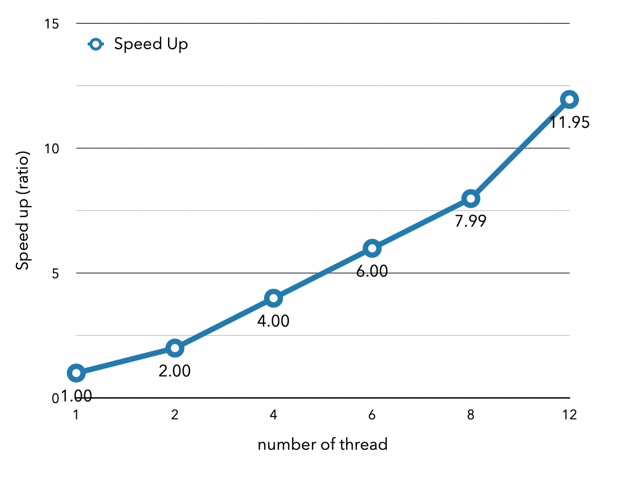 15
Speed Up
11.95
10
Speed up (ratio)
7.99
6.00
5
4.00
2.00
0
1.00
1 2 4 6 8 12
number of thread